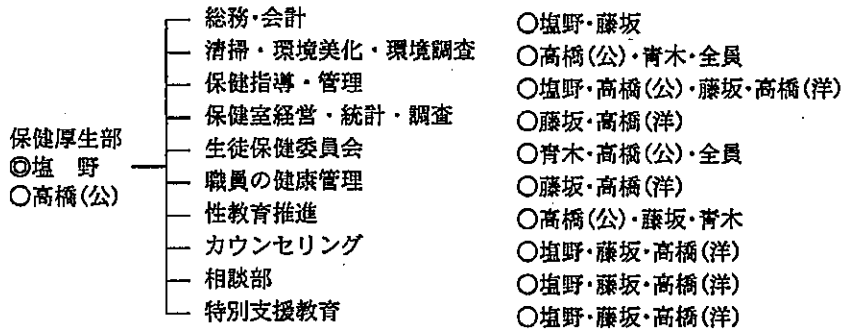 総務・会計 ○塩野・藤坂
清掃・環境美化・環境調査 ○高橋(公)・青木・全員
保健指導・管理 ○塩野・高橋(公)・藤坂・高橋(洋)
保健室経営・統計・調査 ○藤坂・高橋(洋)
保健厚生部
◎塩 野
○高橋(公)
生徒保健委員会 ○青木・高橋(公)・全員
職員の健康管理 ○藤坂・高橋(洋)
性教育推進 ○高橋(公)・藤坂・青木
カウンセリング ○塩野・藤坂・高橋(洋)
相談部 ○塩野・藤坂・高橋(洋)
特別支援教育 ○塩野・藤坂・高橋(洋)